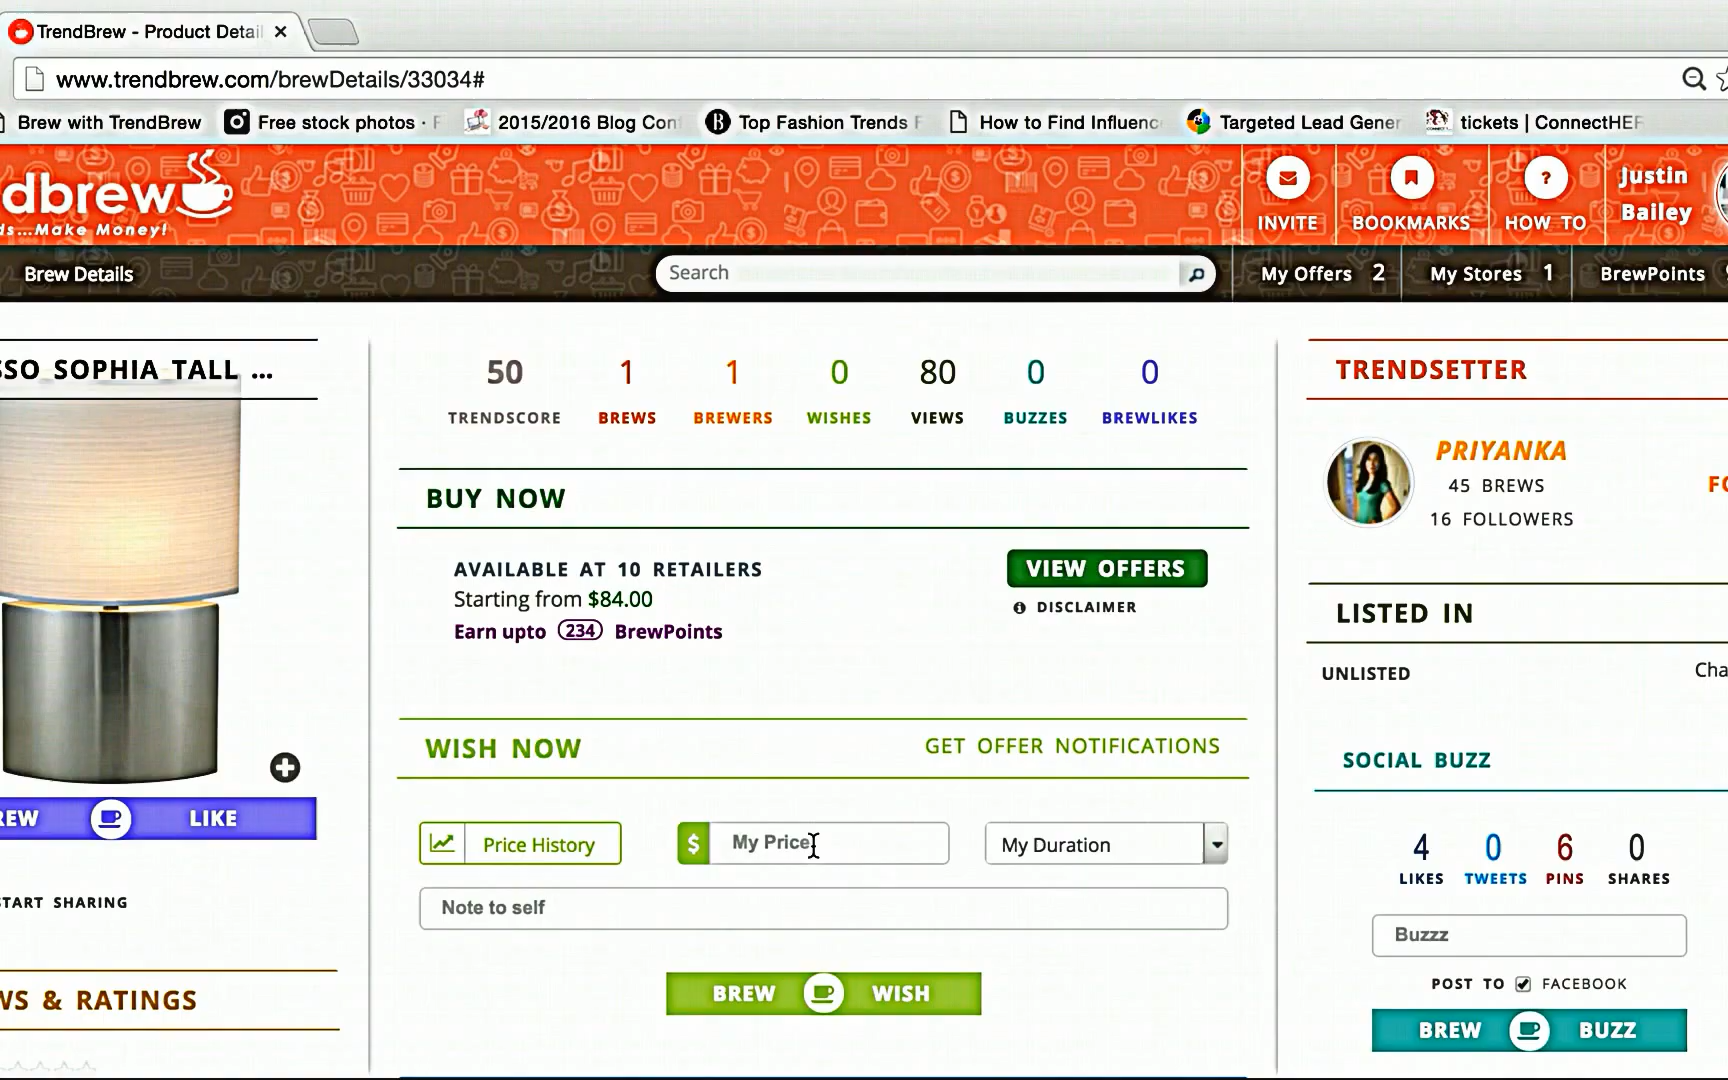 TrendBrew - Product Detai
www.trendbrew.com/brewDetails/33034#
Brew with TrendBrew
Free stock photos ·
2015/2016 Blog Con
Top Fashion Trends F
How to Find Influenc
Targeted Lead Gener
tickets | ConnectHER
dbrew
ds...Make Money!
INVITE
BOOKMARKS
?
HOW TO
Justin
Bailey
Brew Details
Search
My Offers 2
My Stores 1
BrewPoints
SSO SOPHIA TALL ...
50 1 1 0 80 0 0
TRENDSCORE BREWS BREWERS WISHES VIEWS BUZZES BREWLIKES
BREW LIKE
START SHARING
WS & RATINGS
BUY NOW
AVAILABLE AT 10 RETAILERS
Starting from $84.00
Earn upto 234 BrewPoints
VIEW OFFERS
DISCLAIMER
WISH NOW
GET OFFER NOTIFICATIONS
Price History
$ My Price
My Duration
Note to self
BREW WISH
TRENDSETTER
PRIYANKA
45 BREWS
16 FOLLOWERS
FO
LISTED IN
UNLISTED
Cha
SOCIAL BUZZ
4 0 6 0
LIKES TWEETS PINS SHARES
Buzzz
POST TO FACEBOOK
BREW BUZZ